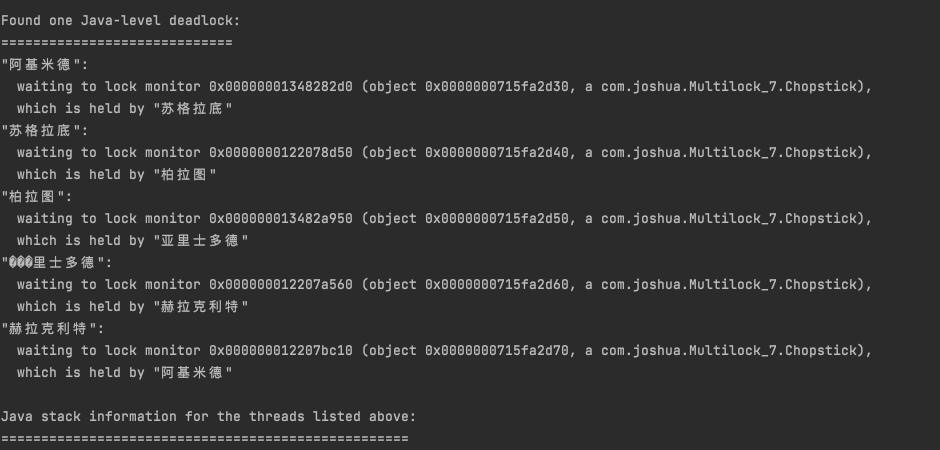 Found one Java-level deadlock:
=============================
"阿基米德":
  waiting to lock monitor 0x00000001348282d0 (object 0x0000000715fa2d30, a com.joshua.Multilock_7.Chopstick),
  which is held by "苏格拉底"
"苏格拉底":
  waiting to lock monitor 0x0000000122078d50 (object 0x0000000715fa2d40, a com.joshua.Multilock_7.Chopstick),
  which is held by "柏拉图"
"柏拉图":
  waiting to lock monitor 0x000000013482a950 (object 0x0000000715fa2d50, a com.joshua.Multilock_7.Chopstick),
  which is held by "亚里士多德"
"���里士多德":
  waiting to lock monitor 0x000000012207a560 (object 0x0000000715fa2d60, a com.joshua.Multilock_7.Chopstick),
  which is held by "赫拉克利特"
"赫拉克利特":
  waiting to lock monitor 0x000000012207bc10 (object 0x0000000715fa2d70, a com.joshua.Multilock_7.Chopstick),
  which is held by "阿基米德"

Java stack information for the threads listed above:
===================================================